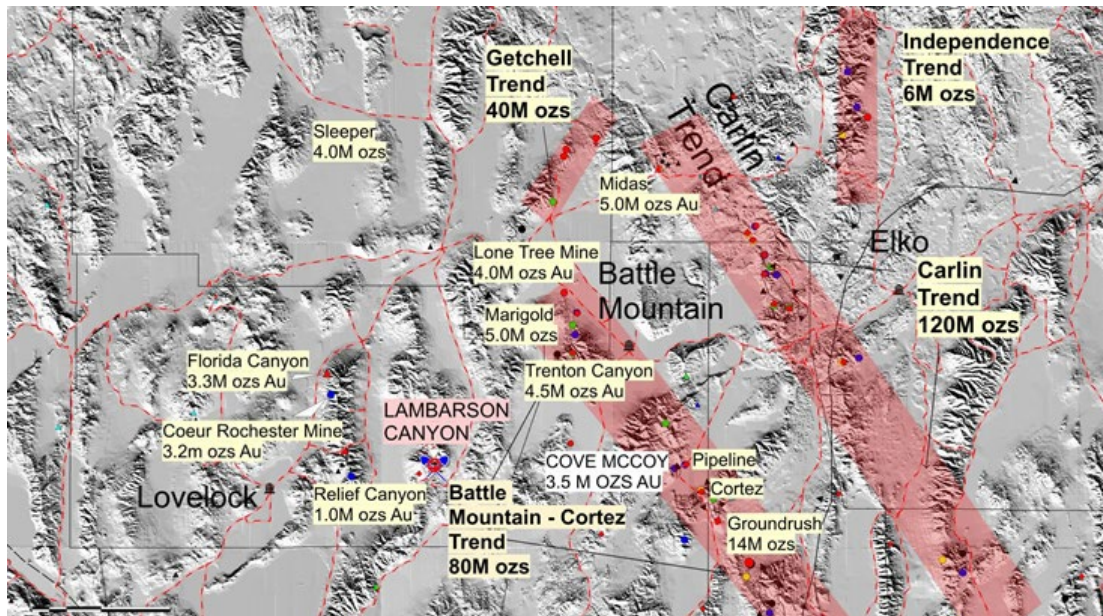 Getchell
Trend
40M ozs
Independence
Trend
6M ozs
Carlin
Trend
Sleeper
4.0M ozs
Midas
5.0M ozs Au
Elko
Lone Tree Mine
4.0M ozs Au
Battle
Mountain
Carlin
Trend
120M ozs
Marigold
5.0M ozs
Florida Canyon
3.3M ozs Au
Trenton Canyon
4.5M ozs Au
LAMBARSON
CANYON
Coeur Rochester Mine
3.2m ozs Au
COVE MCCOY
3.5 M OZS AU
Pipeline
Cortez
Lovelock
Relief Canyon
1.0M ozs Au
Battle
Mountain - Cortez
Trend
80M ozs
Groundrush
14M ozs